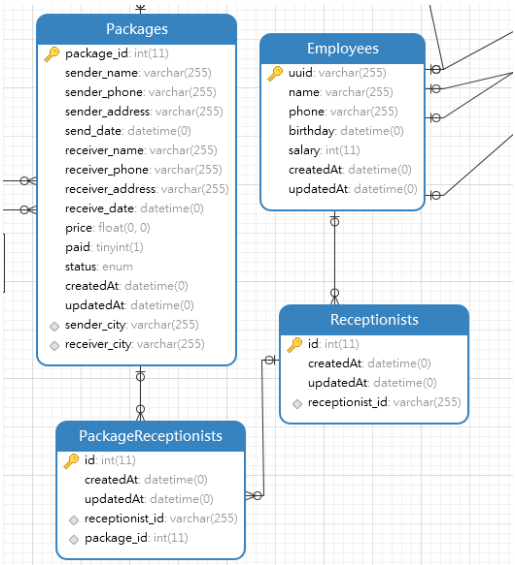 Packages
package_id: int(11)
sender_name: varchar(255)
sender_phone: varchar(255)
sender_address: varchar(255)
send_date: datetime(0)
receiver_name: varchar(255)
receiver_phone: varchar(255)
receiver_address: varchar(255)
receive_date: datetime(0)
price: float(0, 0)
paid: tinyint(1)
status: enum
createdAt: datetime(0)
updatedAt: datetime(0)
sender_city: varchar(255)
receiver_city: varchar(255)
Employees
uuid: varchar(255)
name: varchar(255)
phone: varchar(255)
birthday: datetime(0)
salary: int(11)
createdAt: datetime(0)
updatedAt: datetime(0)
Receptionists
id: int(11)
createdAt: datetime(0)
updatedAt: datetime(0)
receptionist_id: varchar(255)
PackageReceptionists
id: int(11)
createdAt: datetime(0)
updatedAt: datetime(0)
receptionist_id: varchar(255)
package_id: int(11)